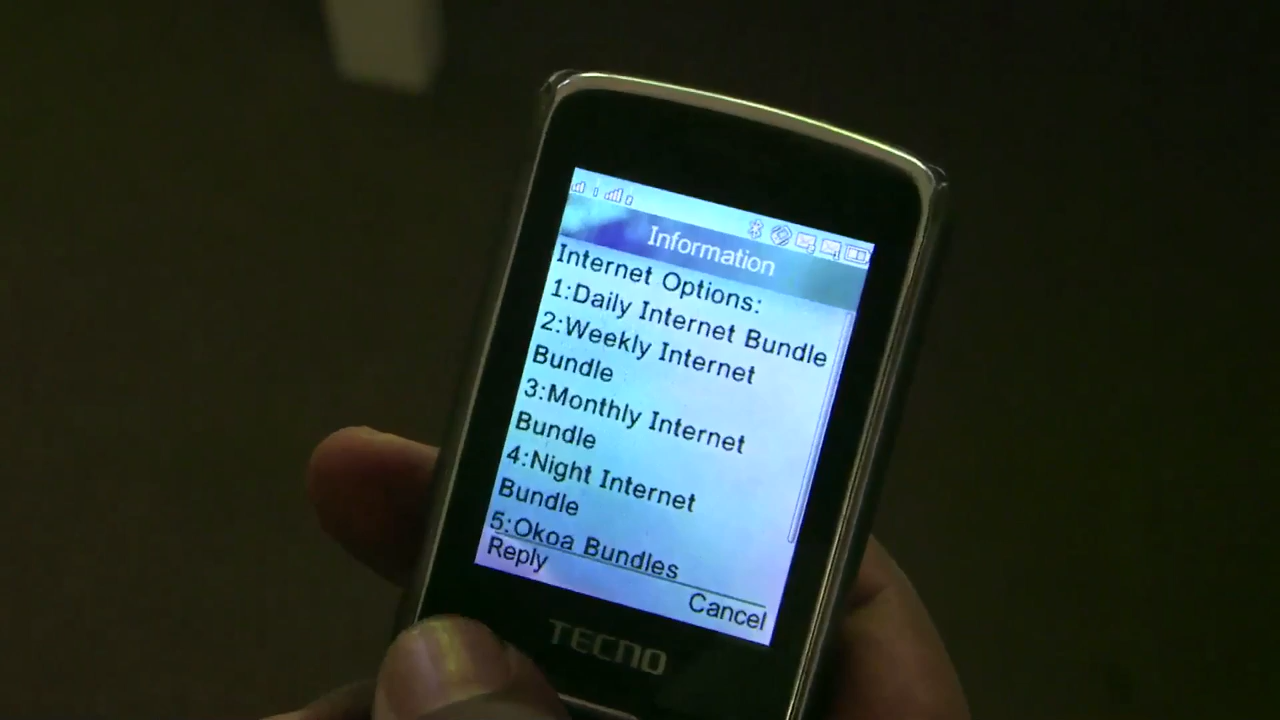 Information
Internet Options:
1:Daily Internet Bundle
2:Weekly Internet
Bundle
3:Monthly Internet
Bundle
4:Night Internet
Bundle
5:Okoa Bundles
Reply
Cancel
TECNO